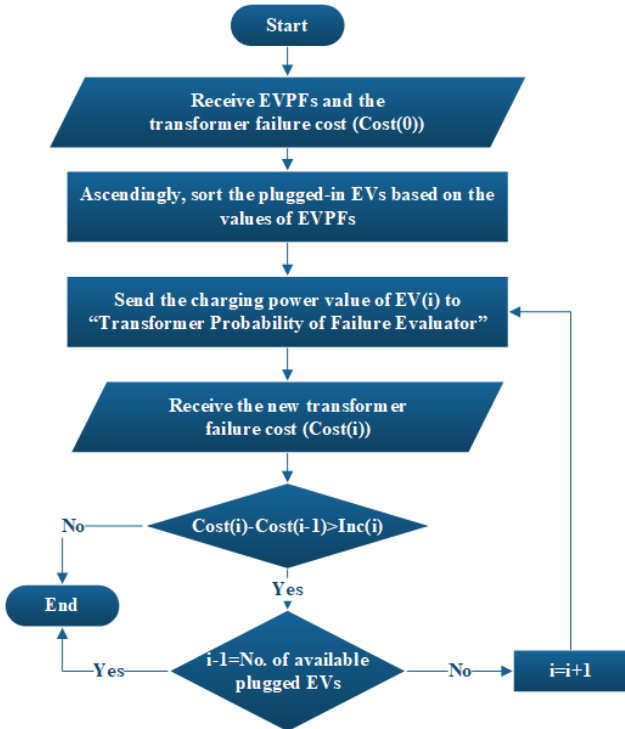 Start
Receive EVPFs and the
transformer failure cost (Cost(0))
Ascendingly, sort the plugged-in EVs based on the
values of EVPFs
Send the charging power value of EV(i) to
“Transformer Probability of Failure Evaluator”
Receive the new transformer
failure cost (Cost(i))
Cost(i)-Cost(i-1)>Inc(i)
No
Yes
End
i-1=No. of available
plugged EVs
Yes
No
i=i+1